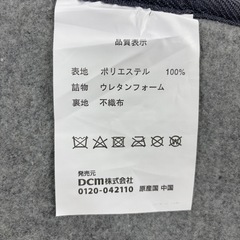 品質表示
表地 ポリエステル 100%
詰物 ウレタンフォーム
裏地 不織布
発売元
DCM株式会社
0120-042110 原産国 中国